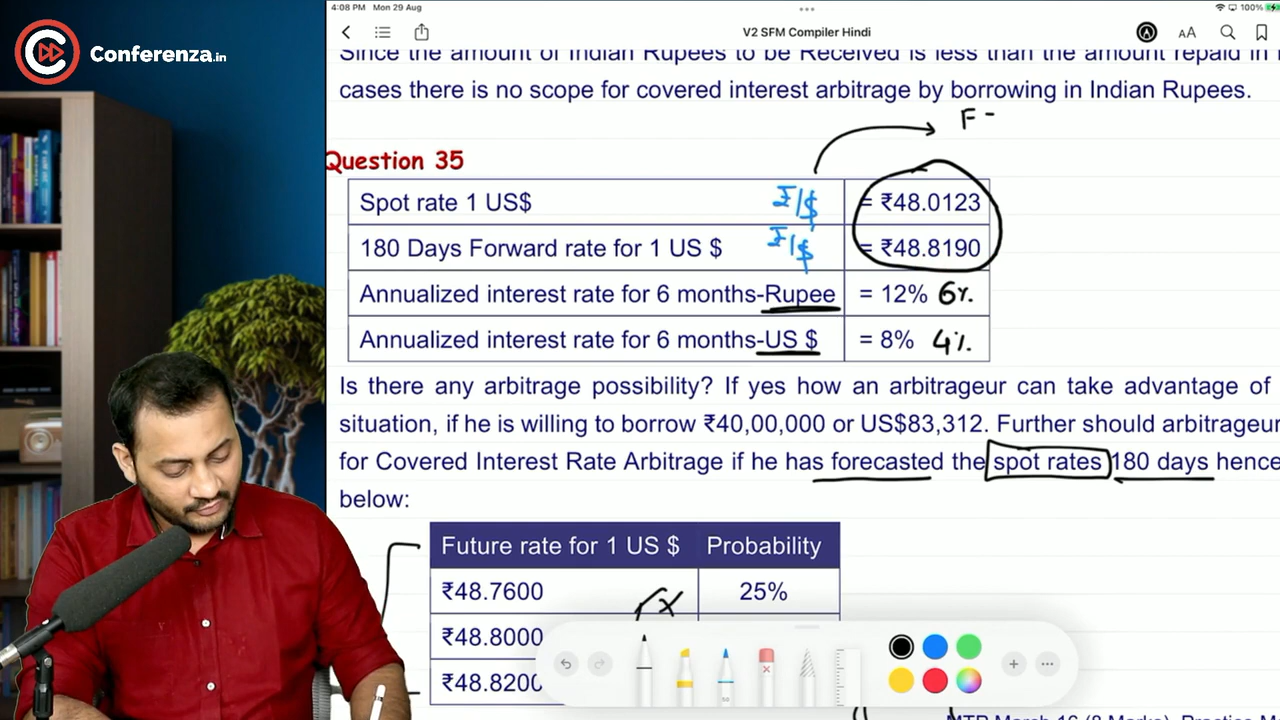 4:08 PM Mon 29 Aug
100%
V2 SFM Compiler Hindi
AA
Conferenza.in
Since the amount of Indian Rupees to be Received is less than the amount repaid in
cases there is no scope for covered interest arbitrage by borrowing in Indian Rupees.
F -
Question 35
Spot rate 1 US$ ₹/$ = ₹48.0123
180 Days Forward rate for 1 US $ ₹/$ = ₹48.8190
Annualized interest rate for 6 months-Rupee = 12% 6%.
Annualized interest rate for 6 months-US $ = 8% 4%.
Is there any arbitrage possibility? If yes how an arbitrageur can take advantage of
situation, if he is willing to borrow ₹40,00,000 or US$83,312. Further should arbitrageur
for Covered Interest Rate Arbitrage if he has forecasted the spot rates 180 days hence
below:
Future rate for 1 US $ Probability
₹48.7600 25%
₹48.8000
₹48.8200
MTP March 16 (8 Marks), Practice M